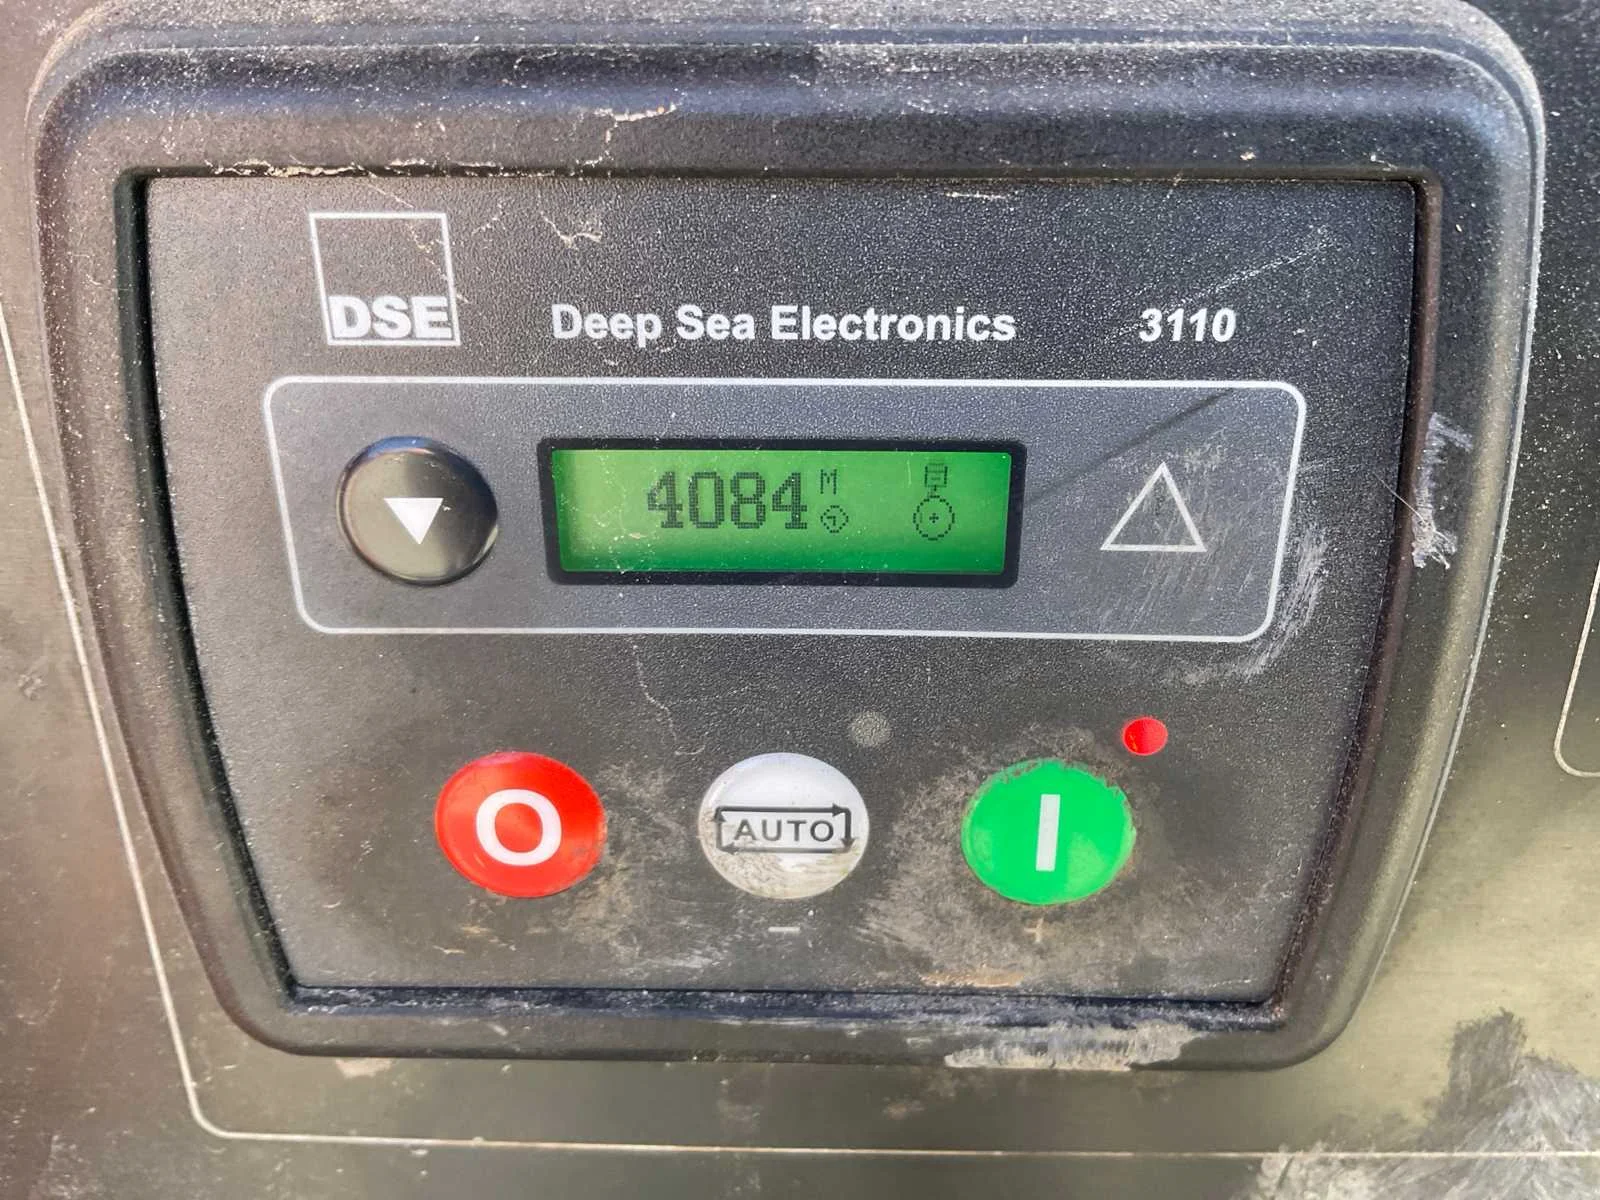 DSE
Deep Sea Electronics 3110
4084 M
O AUTO I
- +